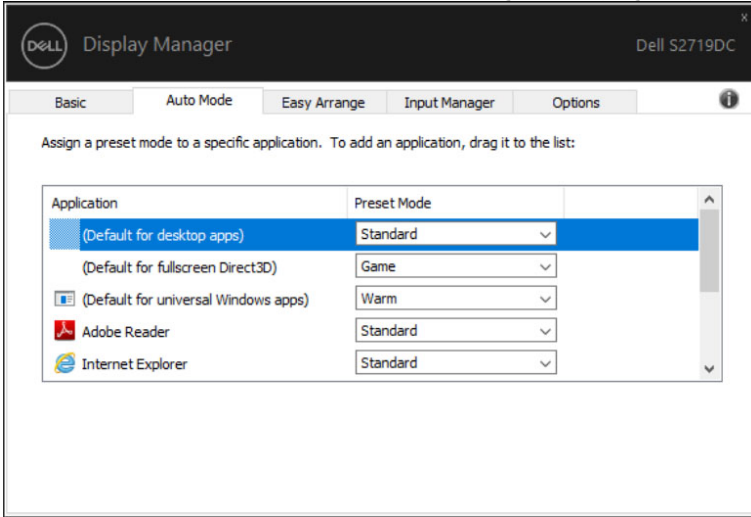 DELL Display Manager Dell S2719DC
Basic Auto Mode Easy Arrange Input Manager Options
Assign a preset mode to a specific application. To add an application, drag it to the list:
Application Preset Mode
(Default for desktop apps) Standard
(Default for fullscreen Direct3D) Game
(Default for universal Windows apps) Warm
Adobe Reader Standard
Internet Explorer Standard